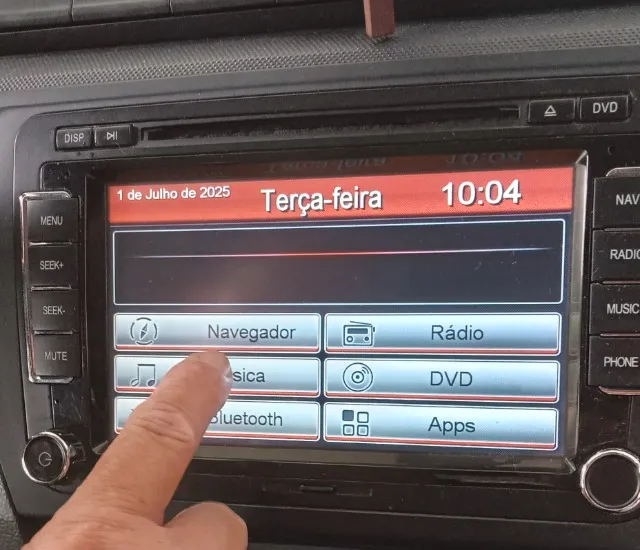 DVD
DISP
1 de Julho de 2025 Terça-feira 10:04
MENU
SEEK+
SEEK-
MUTE
Navegador
Rádio
DVD
Bluetooth
Apps
NAV
RADIO
MUSIC
PHONE